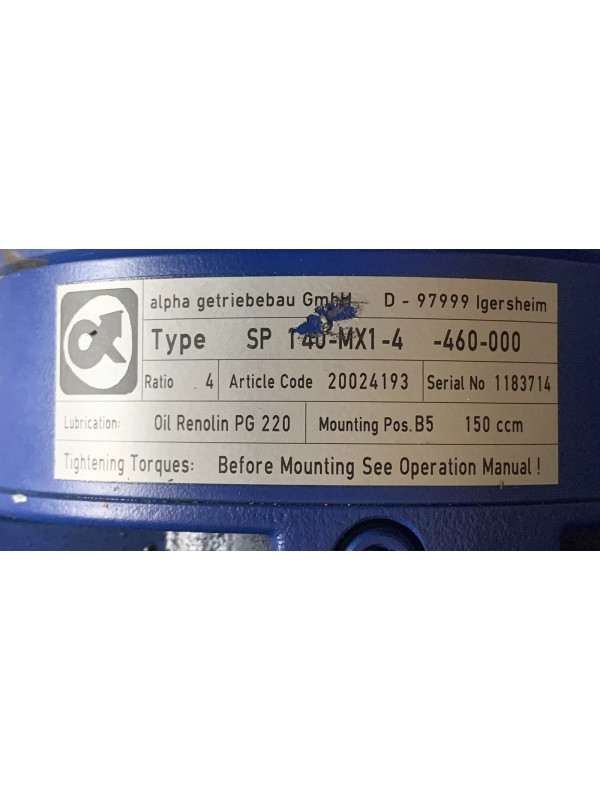 alpha getriebebau GmbH D - 97999 Igersheim
Type SP 140-MX1-4 -460-000
Ratio 4 Article Code 20024193 Serial No 1183714
Lubrication: Oil Renolin PG 220 Mounting Pos. B5 150 ccm
Tightening Torques: Before Mounting See Operation Manual !